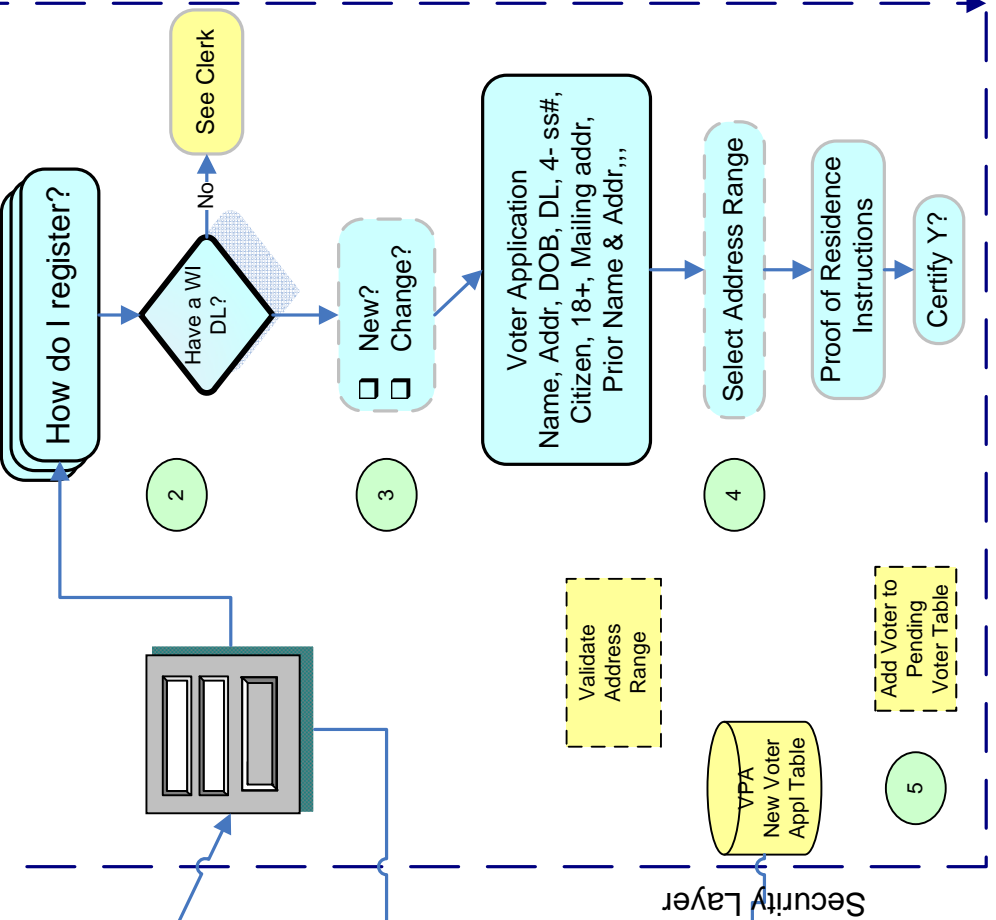 How do I register?
See Clerk
No
Have a WI
DL?
2
❑ New?
❑ Change?
3
Voter Application
Name, Addr, DOB, DL, 4- ss#,
Citizen, 18+, Mailing addr,
Prior Name & Addr,,,
Select Address Range
4
Proof of Residence
Instructions
Certify Y?
Validate
Address
Range
VPA
New Voter
Appl Table
Add Voter to
Pending
Voter Table
5
Security Layer